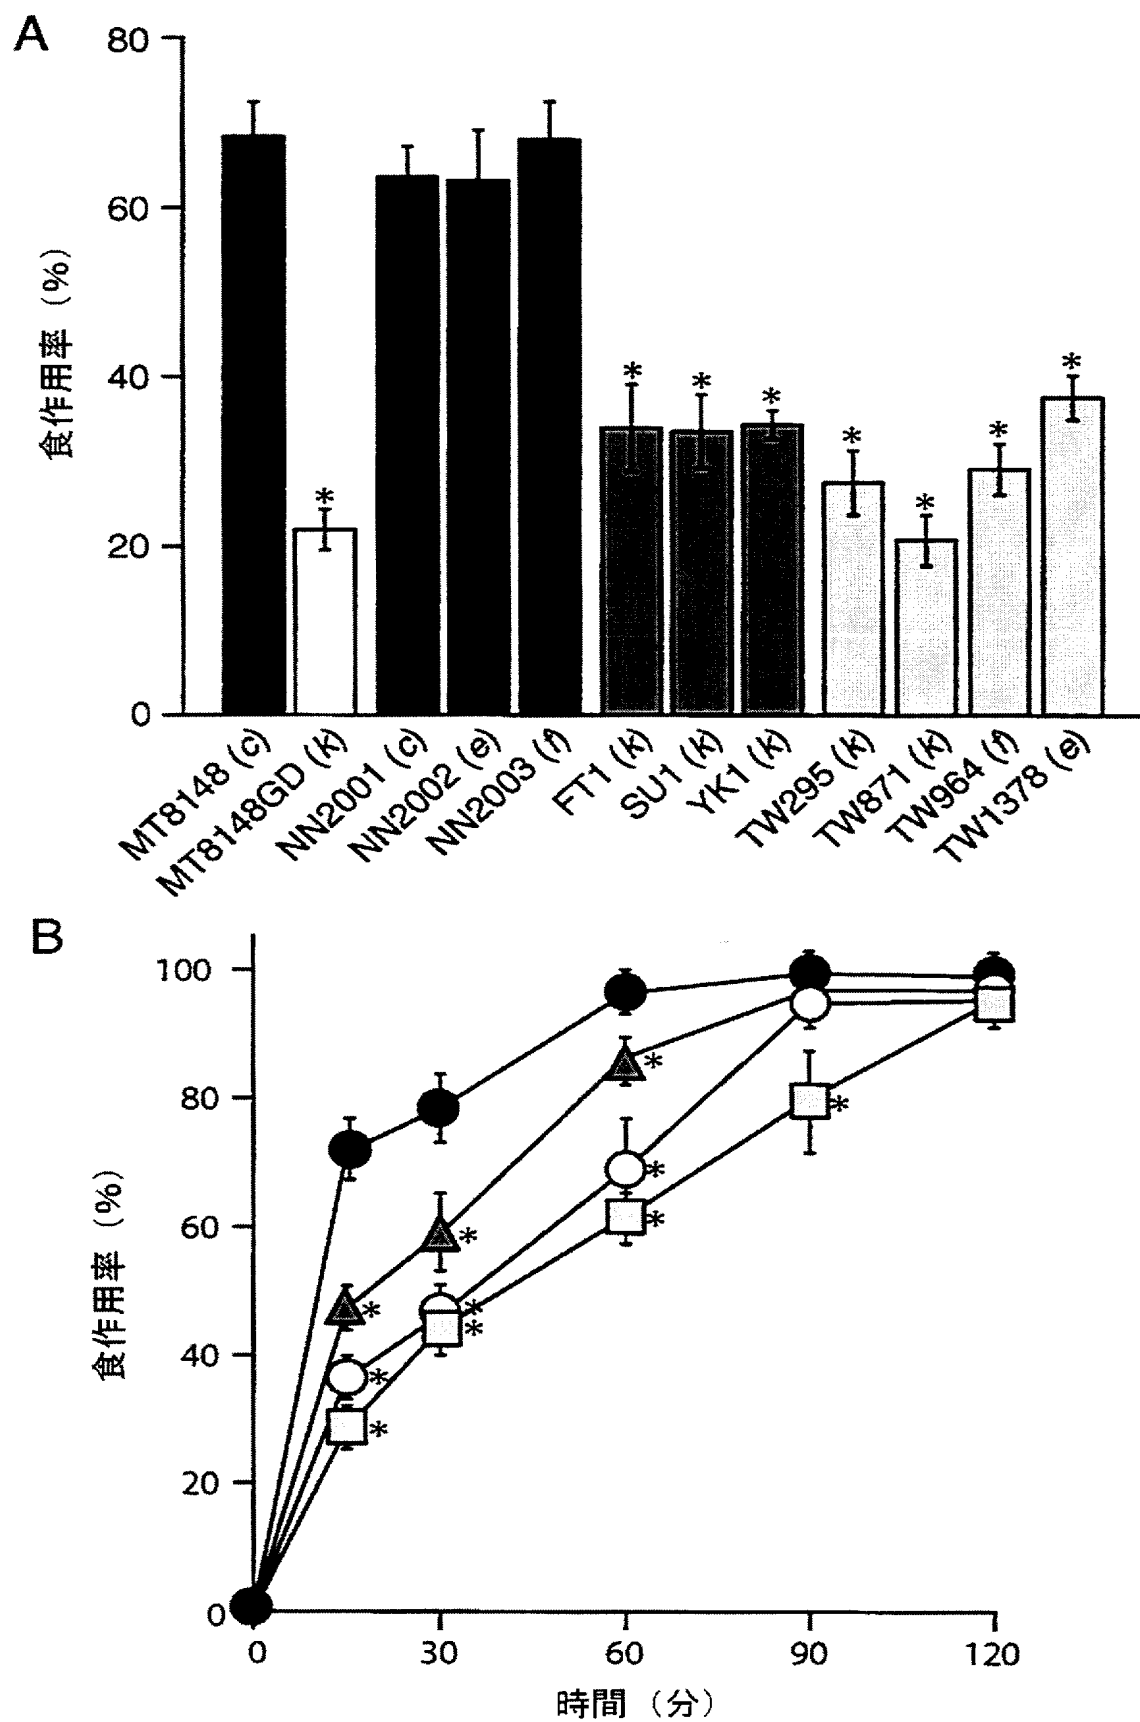 A
80
60
40
20
0
食作用率（%）
*
*
*
*
*
*
*
*
MT8148 (c)
MT8148GD (k)
NN2001 (c)
NN2002 (e)
NN2003 (f)
FT1 (k)
SU1 (k)
YK1 (k)
TW295 (k)
TW871 (k)
TW964 (f)
TW1378 (e)
B
100
80
60
40
20
0
食作用率（%）
*
*
*
*
*
*
*
*
*
*
0
30
60
90
120
時間（分）